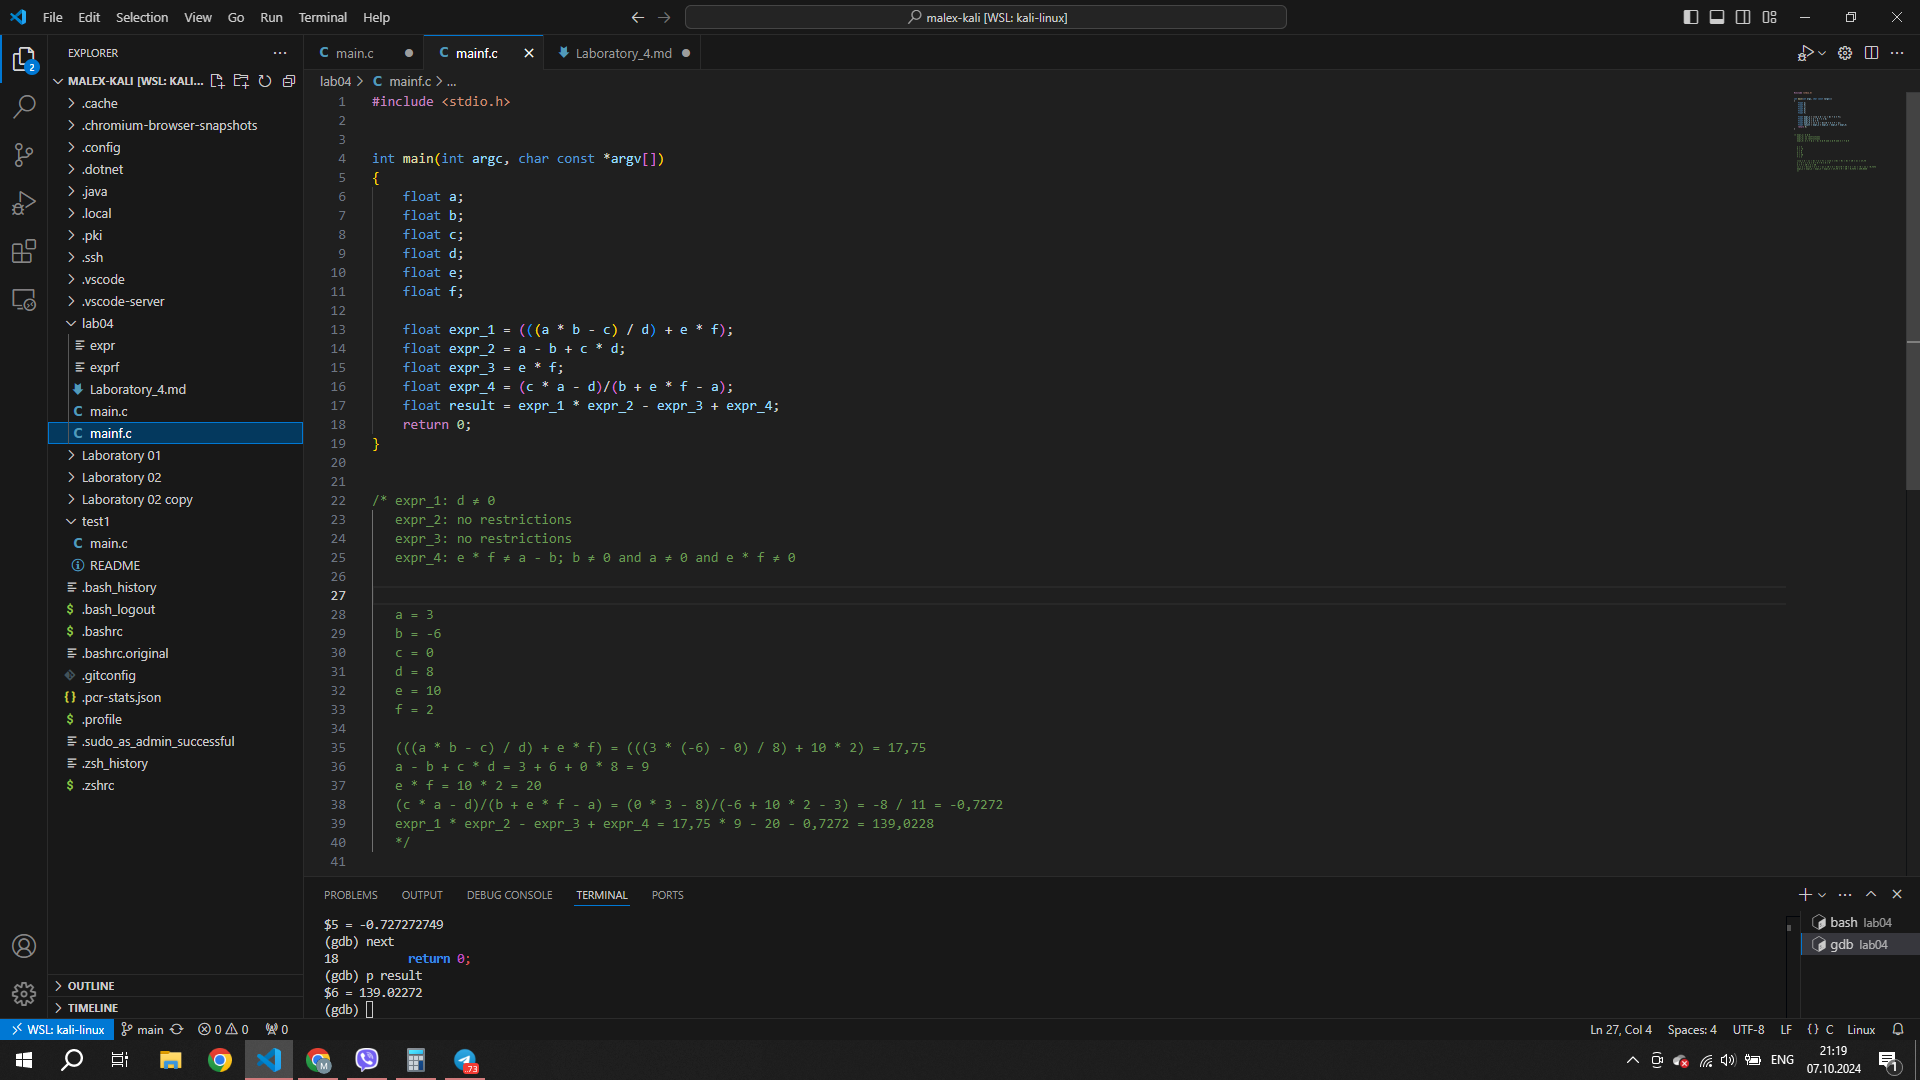 File Edit Selection View Go Run Terminal Help
malex-kali [WSL: kali-linux]
EXPLORER
main.c
mainf.c
Laboratory_4.md
2
MALEX-KALI [WSL: KALI...
.cache
.chromium-browser-snapshots
.config
.dotnet
.java
.local
.pki
.ssh
.vscode
.vscode-server
lab04
expr
exprf
Laboratory_4.md
main.c
mainf.c
Laboratory 01
Laboratory 02
Laboratory 02 copy
test1
main.c
README
.bash_history
.bash_logout
.bashrc
.bashrc.original
.gitconfig
.pcr-stats.json
.profile
.sudo_as_admin_successful
.zsh_history
.zshrc
OUTLINE
TIMELINE
lab04 > C mainf.c > ...
1 #include <stdio.h>
2
3
4 int main(int argc, char const *argv[])
5 {
6 float a;
7 float b;
8 float c;
9 float d;
10 float e;
11 float f;
12
13 float expr_1 = (((a * b - c) / d) + e * f);
14 float expr_2 = a - b + c * d;
15 float expr_3 = e * f;
16 float expr_4 = (c * a - d)/(b + e * f - a);
17 float result = expr_1 * expr_2 - expr_3 + expr_4;
18 return 0;
19 }
20
21
22 /* expr_1: d ≠ 0
23 expr_2: no restrictions
24 expr_3: no restrictions
25 expr_4: e * f ≠ a - b; b ≠ 0 and a ≠ 0 and e * f ≠ 0
26
27
28 a = 3
29 b = -6
30 c = 0
31 d = 8
32 e = 10
33 f = 2
34
35 (((a * b - c) / d) + e * f) = (((3 * (-6) - 0) / 8) + 10 * 2) = 17,75
36 a - b + c * d = 3 + 6 + 0 * 8 = 9
37 e * f = 10 * 2 = 20
38 (c * a - d)/(b + e * f - a) = (0 * 3 - 8)/(-6 + 10 * 2 - 3) = -8 / 11 = -0,7272
39 expr_1 * expr_2 - expr_3 + expr_4 = 17,75 * 9 - 20 - 0,7272 = 139,0228
40 */
41
PROBLEMS OUTPUT DEBUG CONSOLE TERMINAL PORTS
$5 = -0.727272749
(gdb) next
18 return 0;
(gdb) p result
$6 = 139.02272
(gdb)
bash lab04
gdb lab04
WSL: kali-linux main 0 0 0
Ln 27, Col 4 Spaces: 4 UTF-8 LF {} C Linux
M
73
ENG
21:19
07.10.2024
1